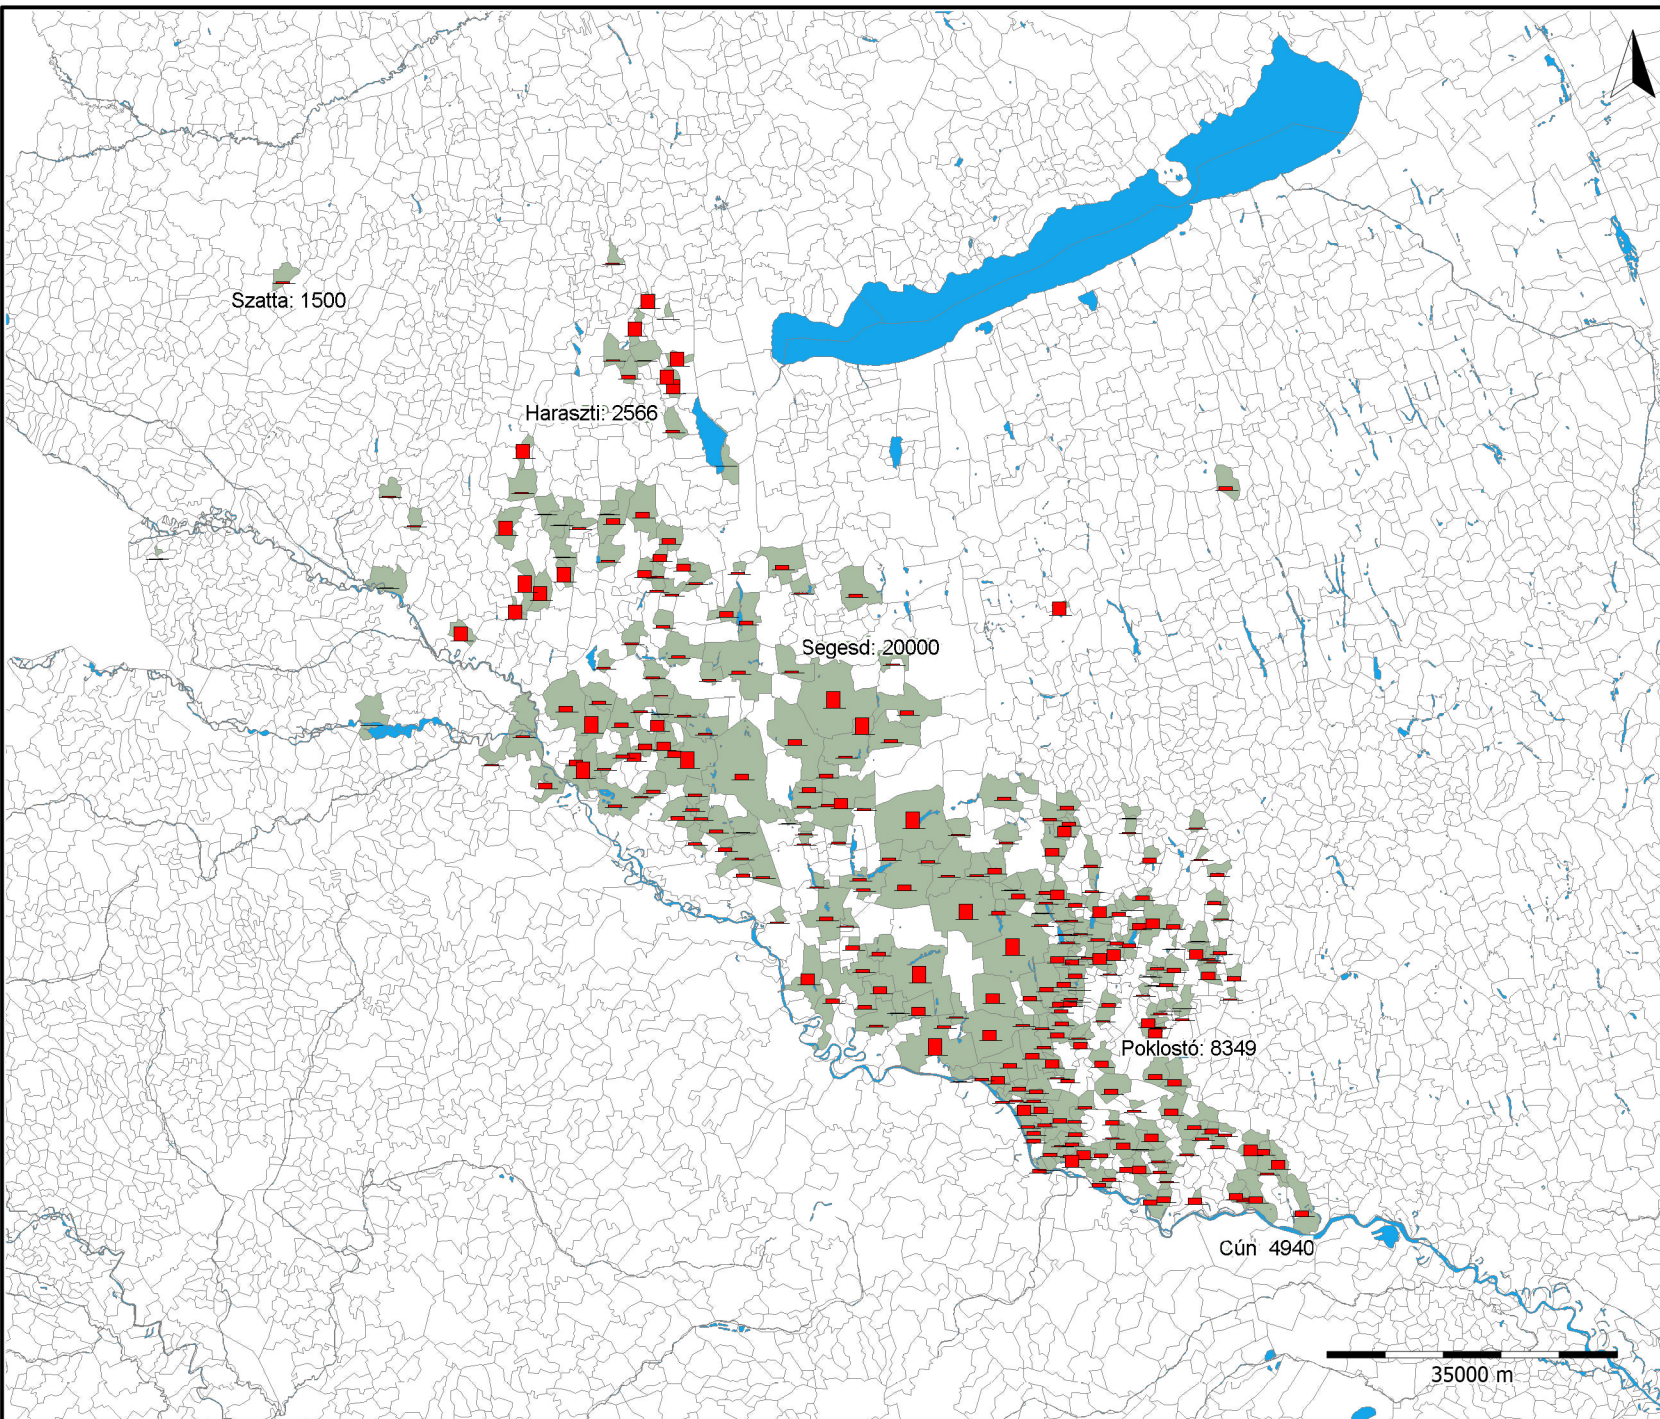 Szatta: 1500
Haraszti: 2566
Segesd: 20000
Poklostó: 8349
Cún 4940
35000 m